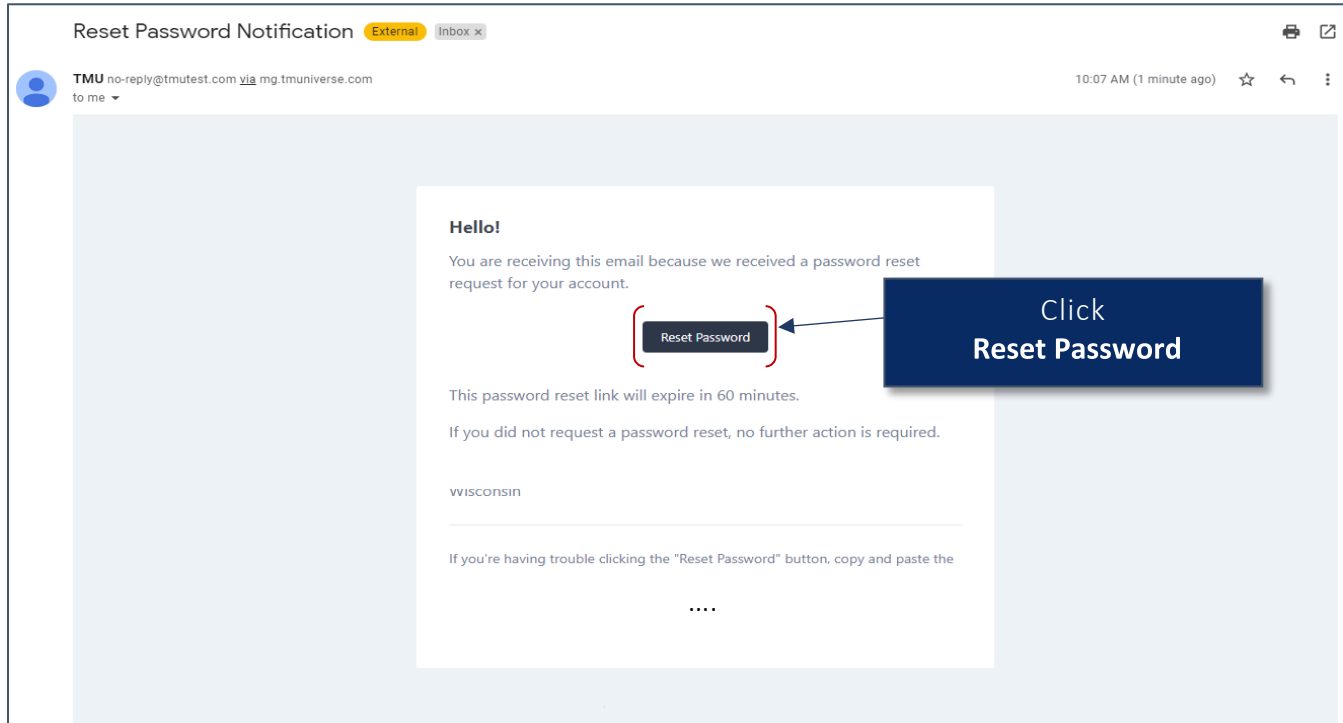 Reset Password Notification External Inbox x
TMU no-reply@tmutest.com via mg.tmuniverse.com
10:07 AM (1 minute ago)
to me
Hello!
You are receiving this email because we received a password reset
request for your account.
Reset Password
Click
Reset Password
This password reset link will expire in 60 minutes.
If you did not request a password reset, no further action is required.
Wisconsin
If you're having trouble clicking the "Reset Password" button, copy and paste the
....